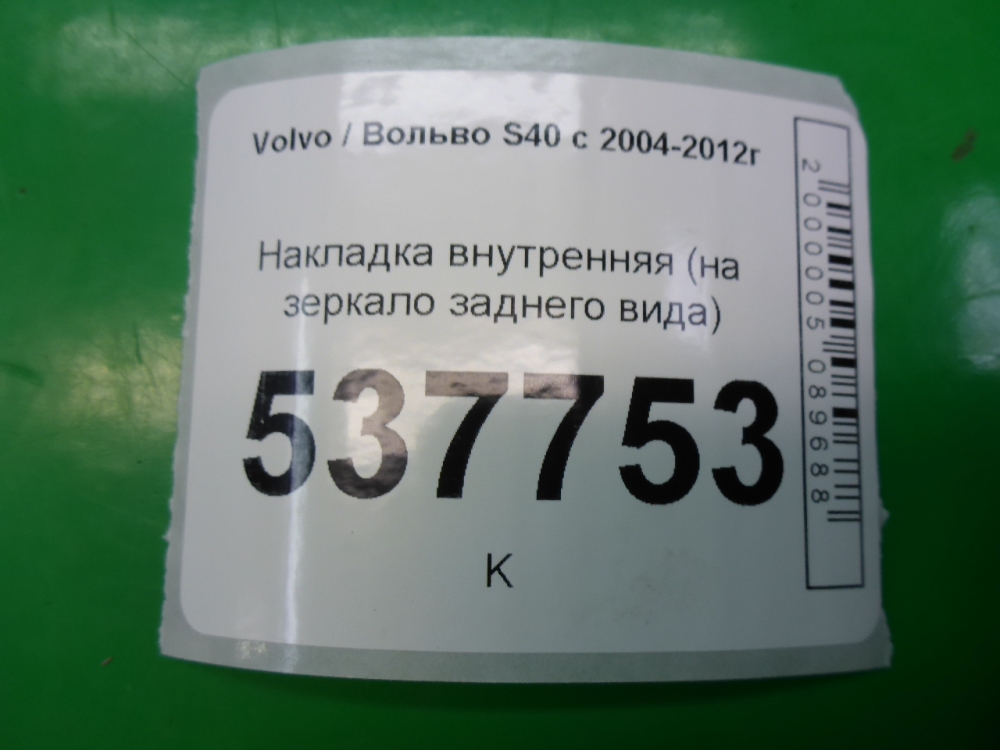 Volvo / Вольво S40 с 2004-2012г
Накладка внутренняя (на
зеркало заднего вида)
537753
К
2000005089688